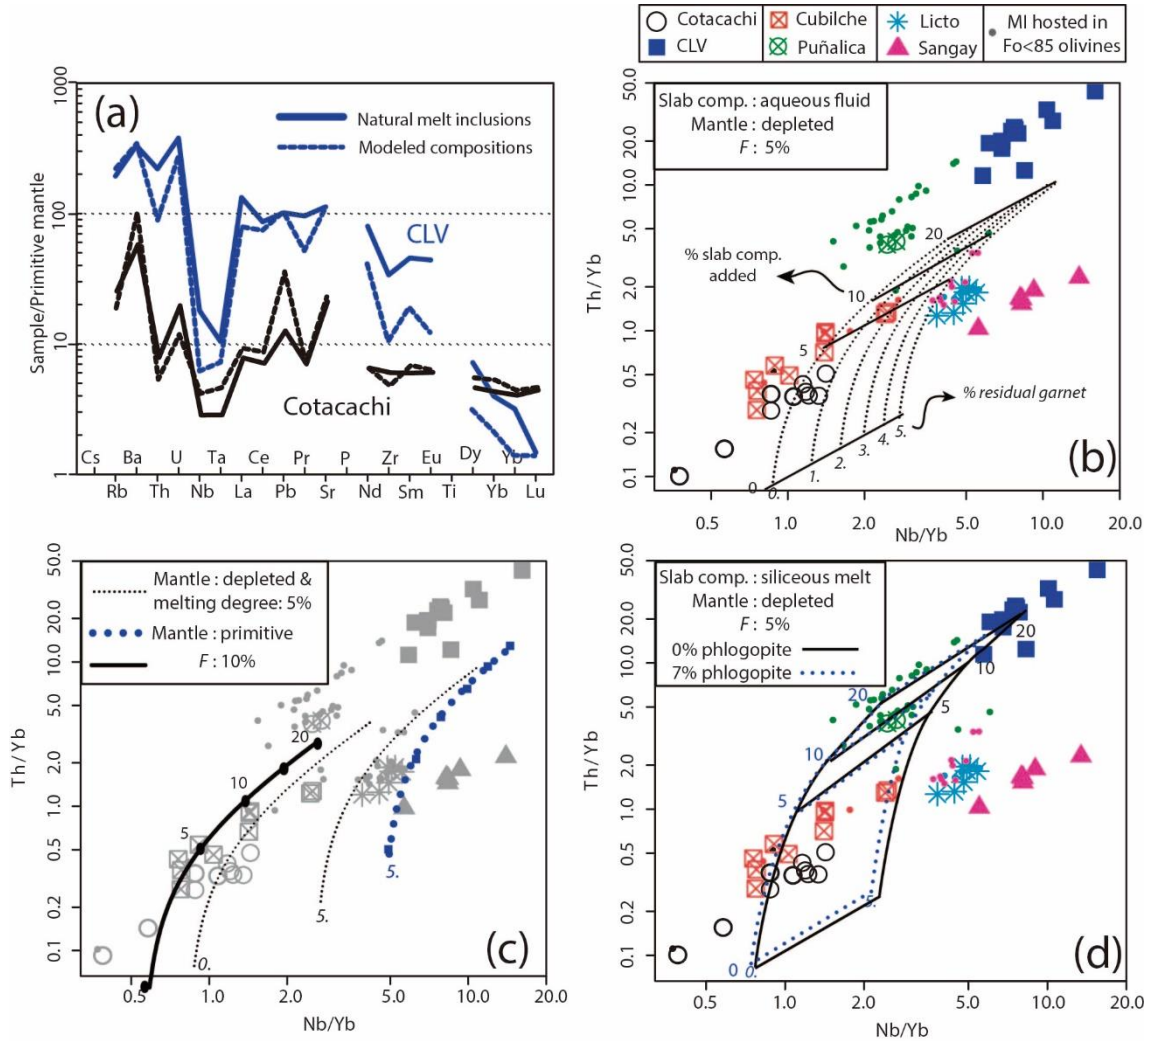 Cotacachi
CLV
Cubilche
Puñalica
Licto
Sangay
MI hosted in
Fo<85 olivines
(a)
Natural melt inclusions
Modeled compositions
CLV
Cotacachi
Sample/Primitive mantle
1000
100
10
1
Cs Ba U Ta Ce Pr P Zr Eu Dy Yb
Rb Th Nb La Pb Sr Nd Sm Ti Yb Lu
Slab comp. : aqueous fluid
Mantle : depleted
F : 5%
% slab comp.
added
20
10
5
0
% residual garnet
0.
1.
2.
3.
4.
5.
(b)
Th/Yb
50.0
20.0
10.0
5.0
2.0
1.0
0.5
0.2
0.1
0.5 1.0 2.0 5.0 10.0 20.0
Nb/Yb
Mantle : depleted &
melting degree: 5%
Mantle : primitive
F : 10%
20
10
5
0.
5.
5.
(c)
Th/Yb
50.0
20.0
10.0
5.0
2.0
1.0
0.5
0.2
0.1
0.5 1.0 2.0 5.0 10.0 20.0
Nb/Yb
Slab comp. : siliceous melt
Mantle : depleted
F : 5%
0% phlogopite
7% phlogopite
20
10
5
20
10
5
0 0.
5.
(d)
Th/Yb
50.0
20.0
10.0
5.0
2.0
1.0
0.5
0.2
0.1
0.5 1.0 2.0 5.0 10.0 20.0
Nb/Yb